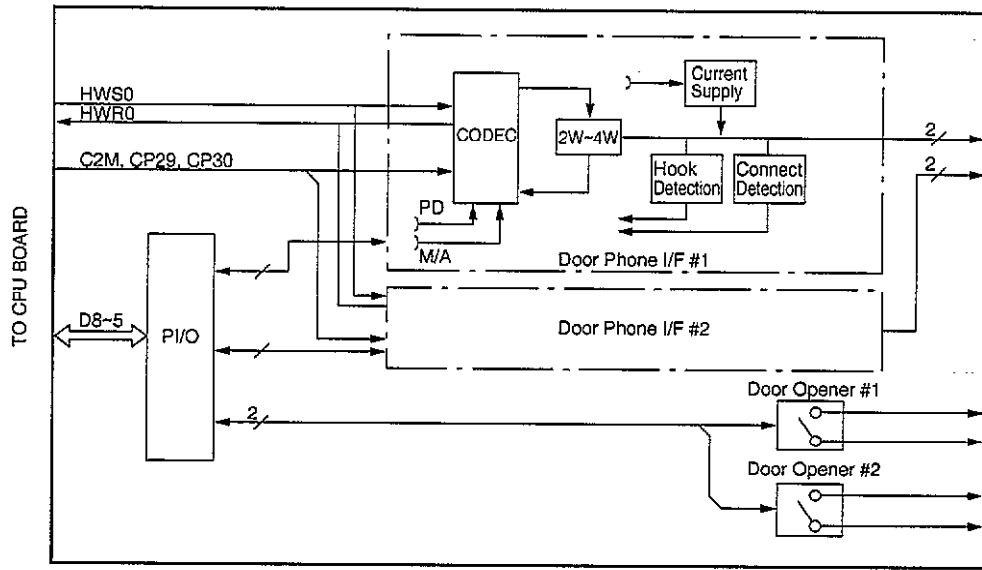 HWS0
HWR0
C2M, CP29, CP30
TO CPU BOARD
D8~5
PI/O
CODEC
2W~4W
Current
Supply
Hook
Detection
Connect
Detection
PD
M/A
Door Phone I/F #1
2
2
Door Phone I/F #2
2
Door Opener #1
Door Opener #2